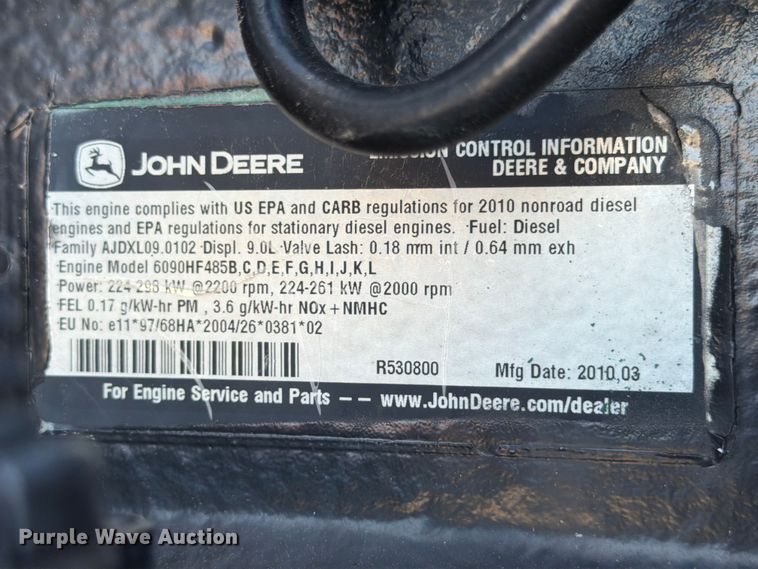 JOHN DEERE
EMISSION CONTROL INFORMATION
DEERE & COMPANY
This engine complies with US EPA and CARB regulations for 2010 nonroad diesel
engines and EPA regulations for stationary diesel engines. Fuel: Diesel
Family AJDXL09.0102 Displ. 9.0L Valve Lash: 0.18 mm int / 0.64 mm exh
Engine Model 6090HF485B,C,D,E,F,G,H,I,J,K,L
Power: 224-298 kW @2200 rpm, 224-261 kW @2000 rpm
FEL 0.17 g/kW-hr PM , 3.6 g/kW-hr NOx + NMHC
EU No: e11*97/68HA*2004/26*0381*02
R530800 Mfg Date: 2010,03
For Engine Service and Parts -- www.JohnDeere.com/dealer
Purple Wave Auction